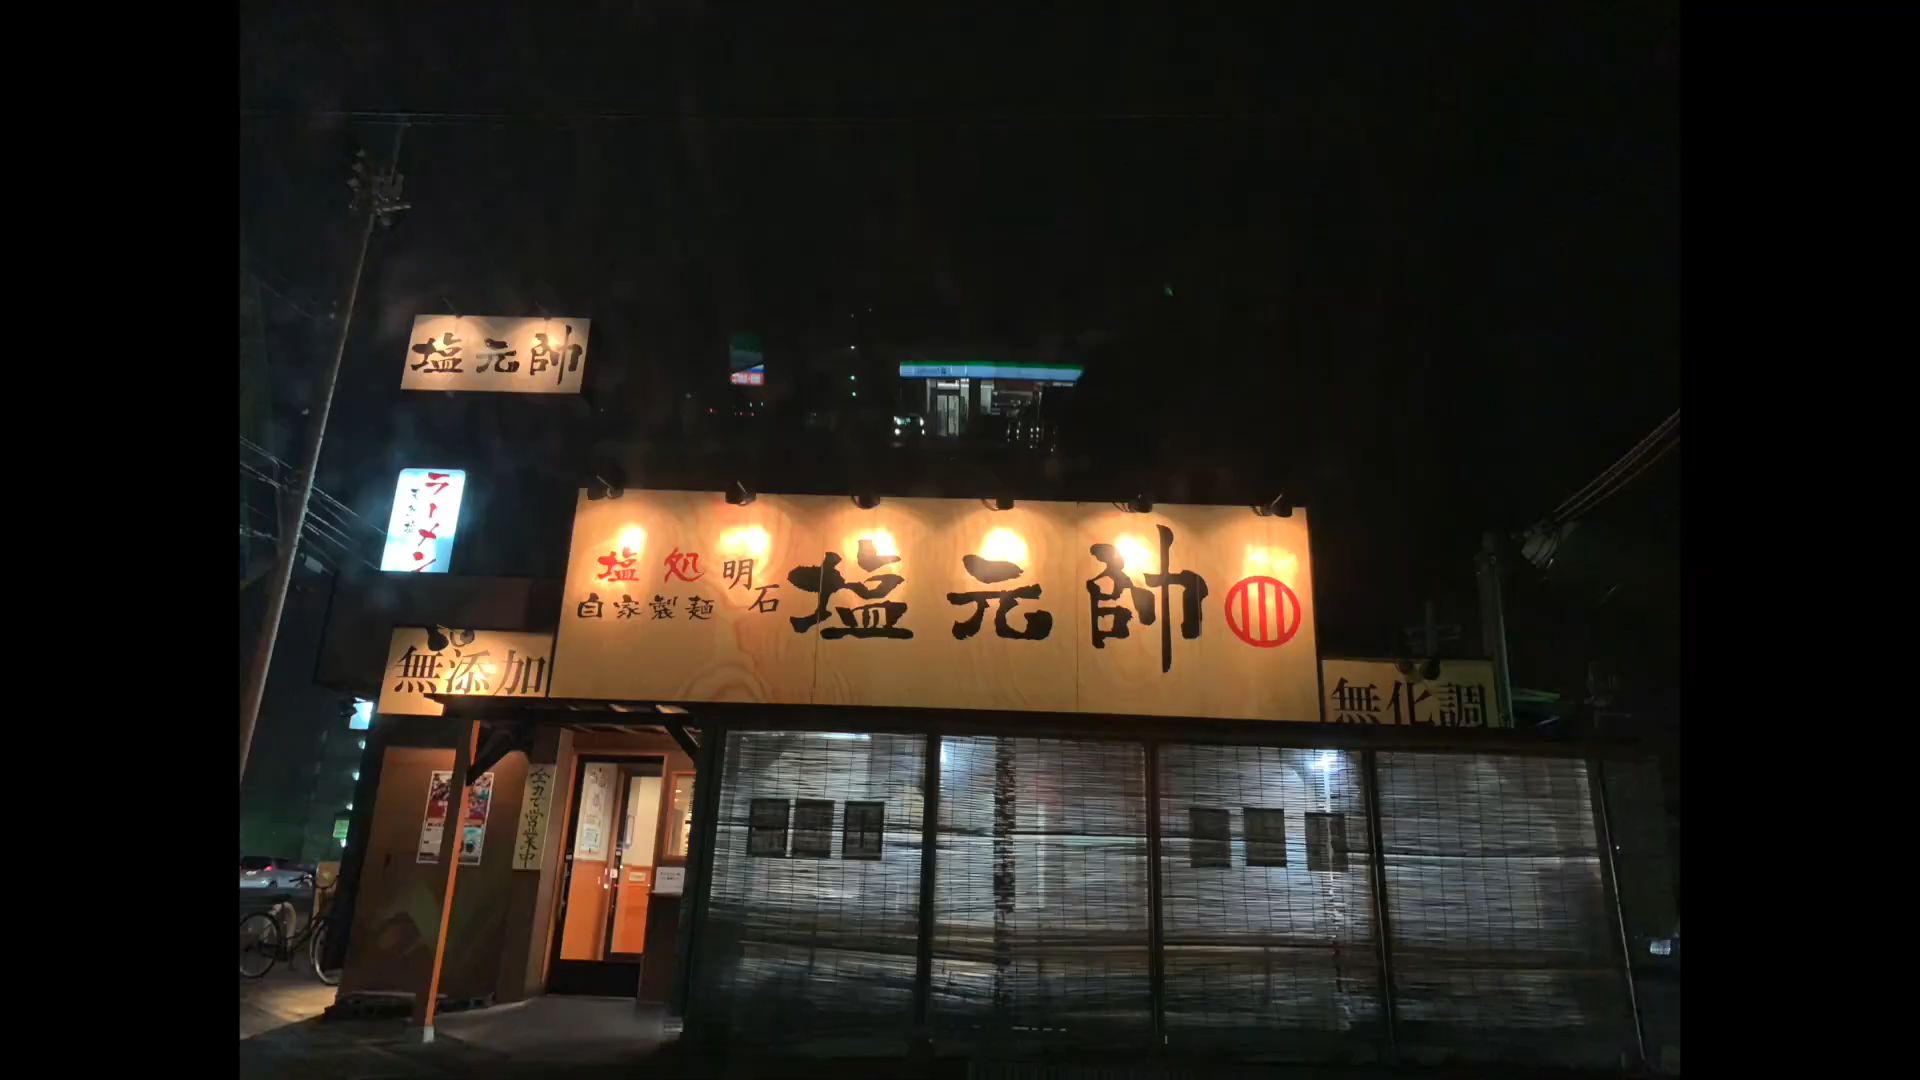 塩元帥
ラーメン
塩処
自家製麺
明石
塩元帥
無添加
無化調
全力で営業中